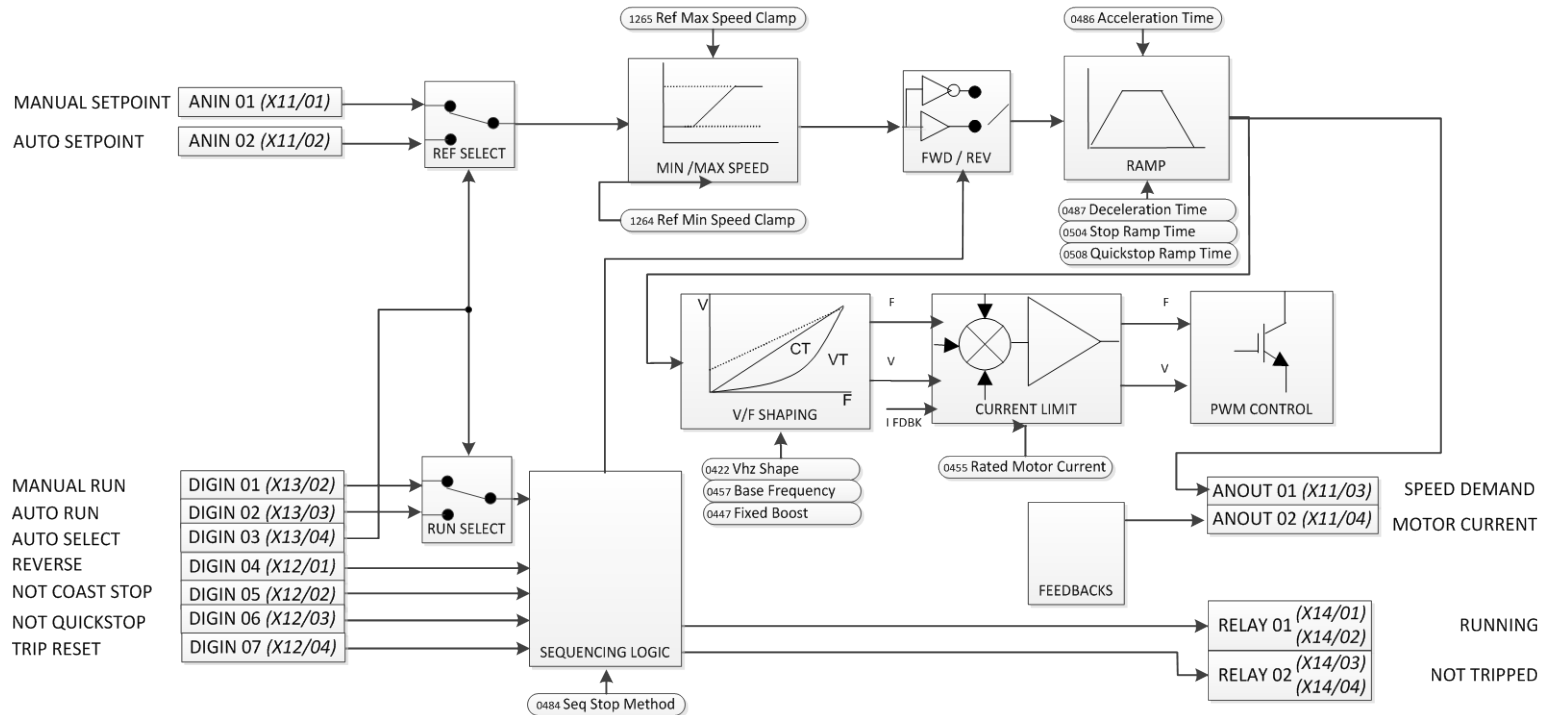 1265 Ref Max Speed Clamp
0486 Acceleration Time
MANUAL SETPOINT
ANIN 01 (X11/01)
AUTO SETPOINT
ANIN 02 (X11/02)
REF SELECT
MIN /MAX SPEED
FWD / REV
RAMP
1264 Ref Min Speed Clamp
0487 Deceleration Time
0504 Stop Ramp Time
0508 Quickstop Ramp Time
V
CT
VT
F
V/F SHAPING
F
V
I FDBK
CURRENT LIMIT
F
V
PWM CONTROL
0422 Vhz Shape
0457 Base Frequency
0447 Fixed Boost
0455 Rated Motor Current
MANUAL RUN
DIGIN 01 (X13/02)
AUTO RUN
DIGIN 02 (X13/03)
AUTO SELECT
DIGIN 03 (X13/04)
RUN SELECT
REVERSE
DIGIN 04 (X12/01)
NOT COAST STOP
DIGIN 05 (X12/02)
NOT QUICKSTOP
DIGIN 06 (X12/03)
TRIP RESET
DIGIN 07 (X12/04)
SEQUENCING LOGIC
0484 Seq Stop Method
ANOUT 01 (X11/03)
SPEED DEMAND
ANOUT 02 (X11/04)
MOTOR CURRENT
FEEDBACKS
RELAY 01 (X14/01)
(X14/02)
RUNNING
RELAY 02 (X14/03)
(X14/04)
NOT TRIPPED